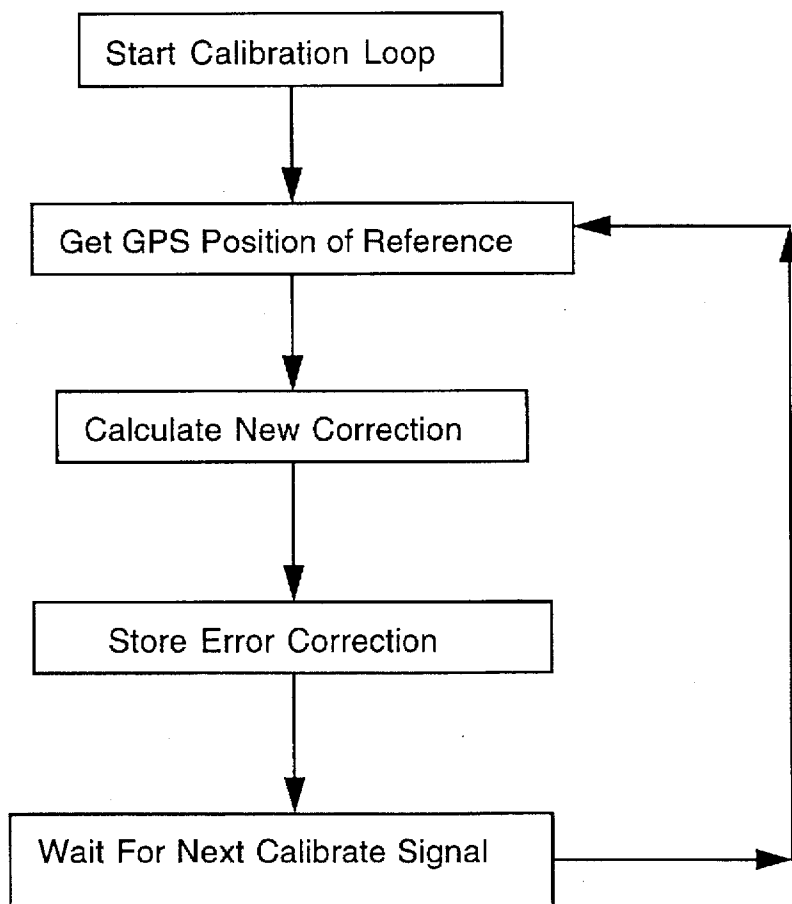 Start Calibration Loop
Get GPS Position of Reference
Calculate New Correction
Store Error Correction
Wait For Next Calibrate Signal